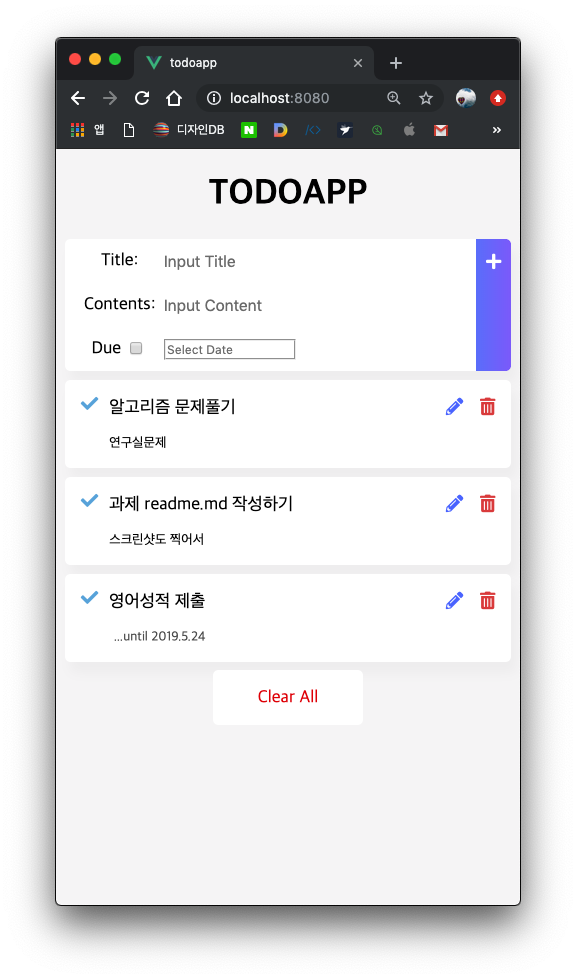 todoapp
localhost:8080
앱 디자인DB
TODOAPP
Title: Input Title
Contents: Input Content
Due Select Date
알고리즘 문제풀기
연구실문제
과제 readme.md 작성하기
스크린샷도 찍어서
영어성적 제출
...until 2019.5.24
Clear All